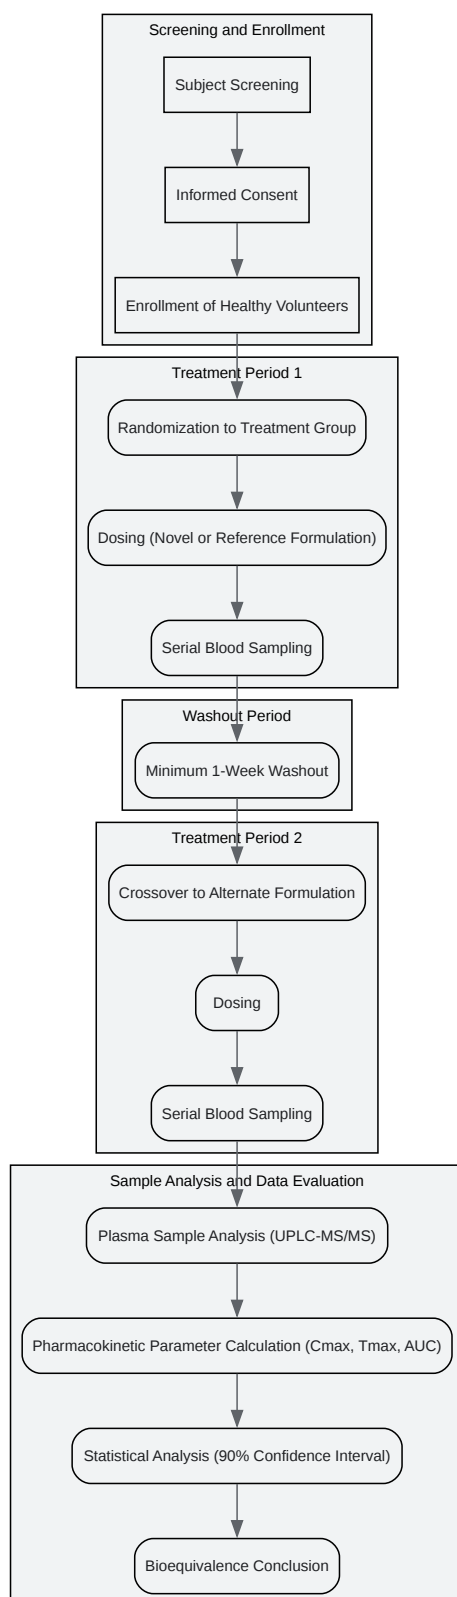 Screening and Enrollment
Subject Screening
Informed Consent
Enrollment of Healthy Volunteers
Treatment Period 1
Randomization to Treatment Group
Dosing (Novel or Reference Formulation)
Serial Blood Sampling
Washout Period
Minimum 1-Week Washout
Treatment Period 2
Crossover to Alternate Formulation
Dosing
Serial Blood Sampling
Sample Analysis and Data Evaluation
Plasma Sample Analysis (UPLC-MS/MS)
Pharmacokinetic Parameter Calculation (Cmax, Tmax, AUC)
Statistical Analysis (90% Confidence Interval)
Bioequivalence Conclusion